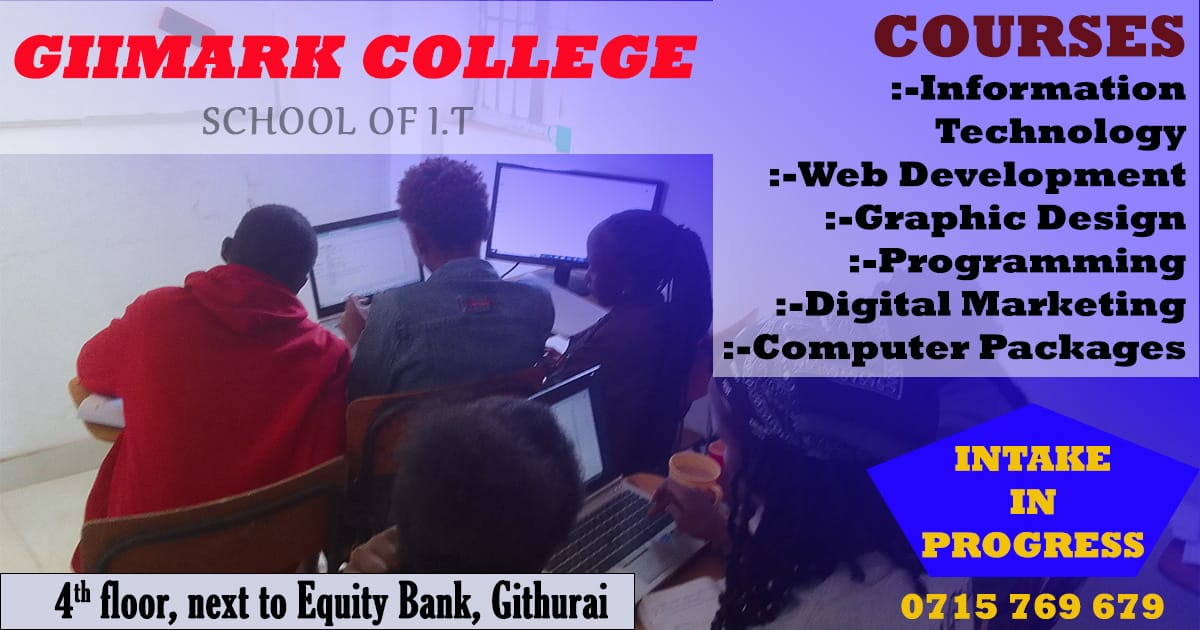 GIIMARK COLLEGE
SCHOOL OF I.T
COURSES
:-Information
Technology
:-Web Development
:-Graphic Design
:-Programming
:-Digital Marketing
:-Computer Packages
INTAKE
IN
PROGRESS
0715 769 679
4th floor, next to Equity Bank, Githurai